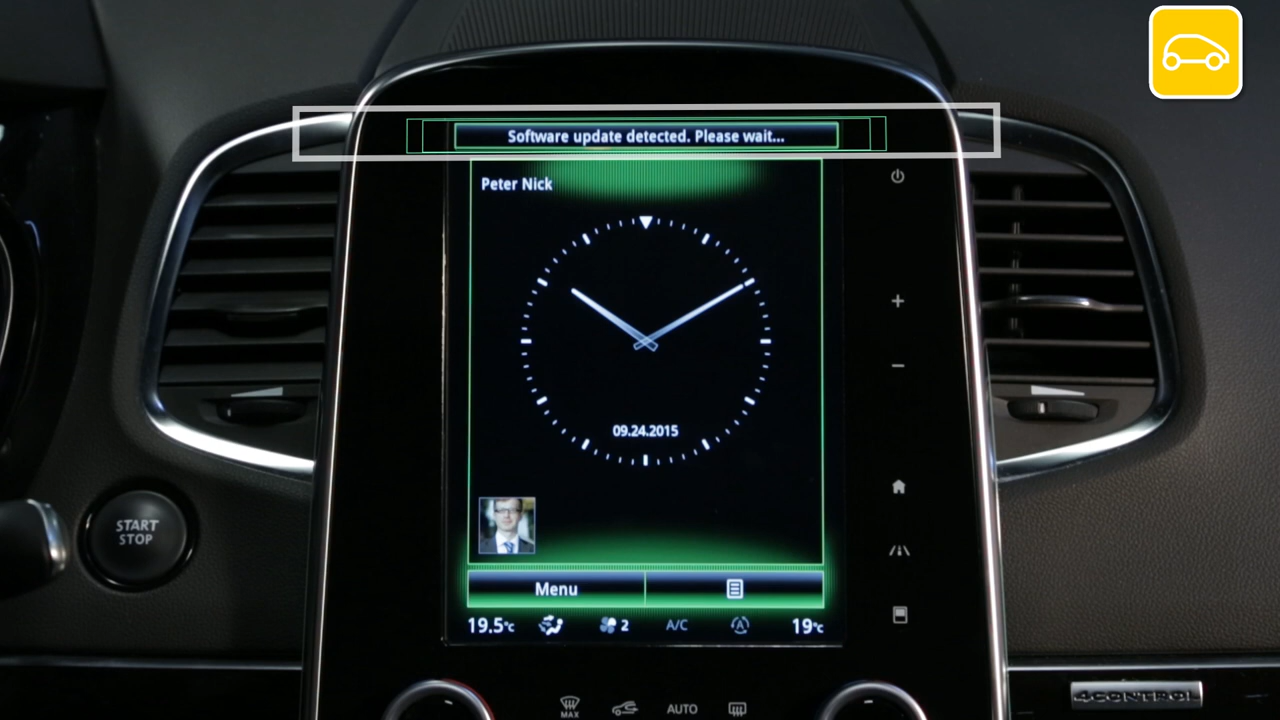 Software update detected. Please wait...
Peter Nick
09.24.2015
START
STOP
Menu
19.5°C
2
A/C
A
19°C
4CONTROL
MAX
AUTO